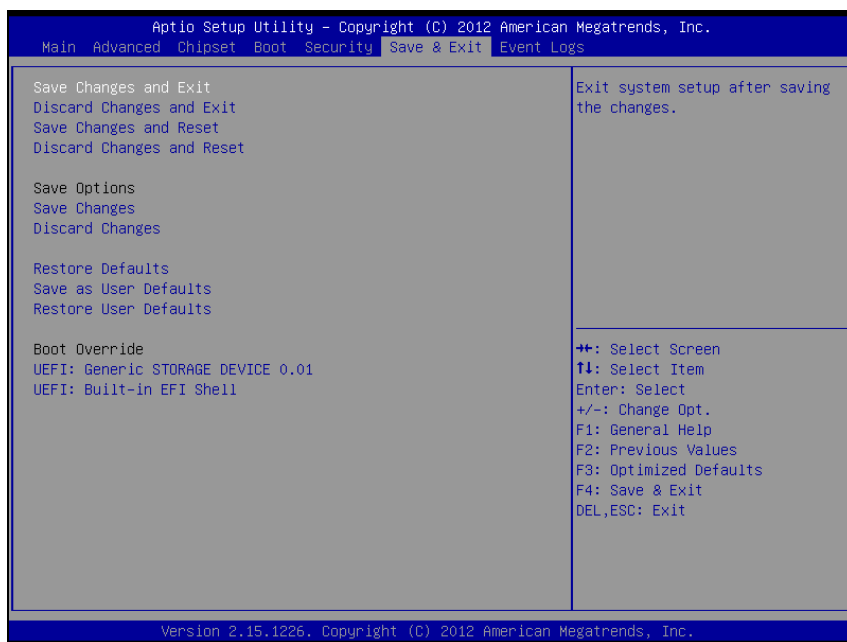 Aptio Setup Utility – Copyright (C) 2012 American Megatrends, Inc.
Main Advanced Chipset Boot Security Save & Exit Event Logs
Save Changes and Exit
Discard Changes and Exit
Save Changes and Reset
Discard Changes and Reset
Save Options
Save Changes
Discard Changes
Restore Defaults
Save as User Defaults
Restore User Defaults
Boot Override
UEFI: Generic STORAGE DEVICE 0.01
UEFI: Built-in EFI Shell
Exit system setup after saving
the changes.
→←: Select Screen
↑↓: Select Item
Enter: Select
+/-: Change Opt.
F1: General Help
F2: Previous Values
F3: Optimized Defaults
F4: Save & Exit
DEL,ESC: Exit
Version 2.15.1226. Copyright (C) 2012 American Megatrends, Inc.